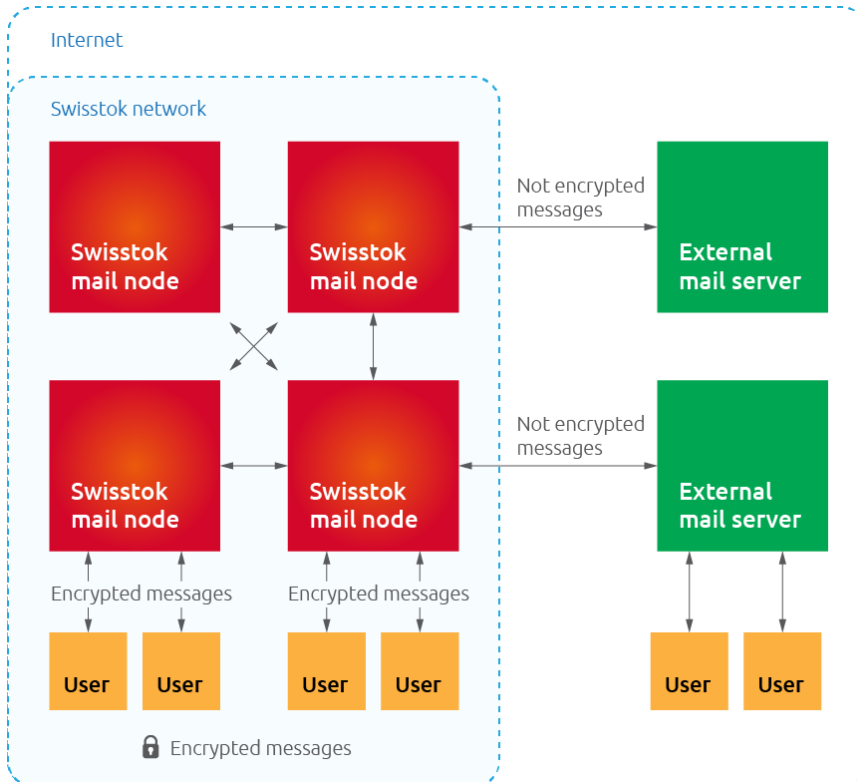 Internet
Swisstok network
Swisstok
mail node
Swisstok
mail node
Not encrypted
messages
External
mail server
Swisstok
mail node
Swisstok
mail node
Not encrypted
messages
External
mail server
Encrypted messages
Encrypted messages
User
User
User
User
User
User
Encrypted messages